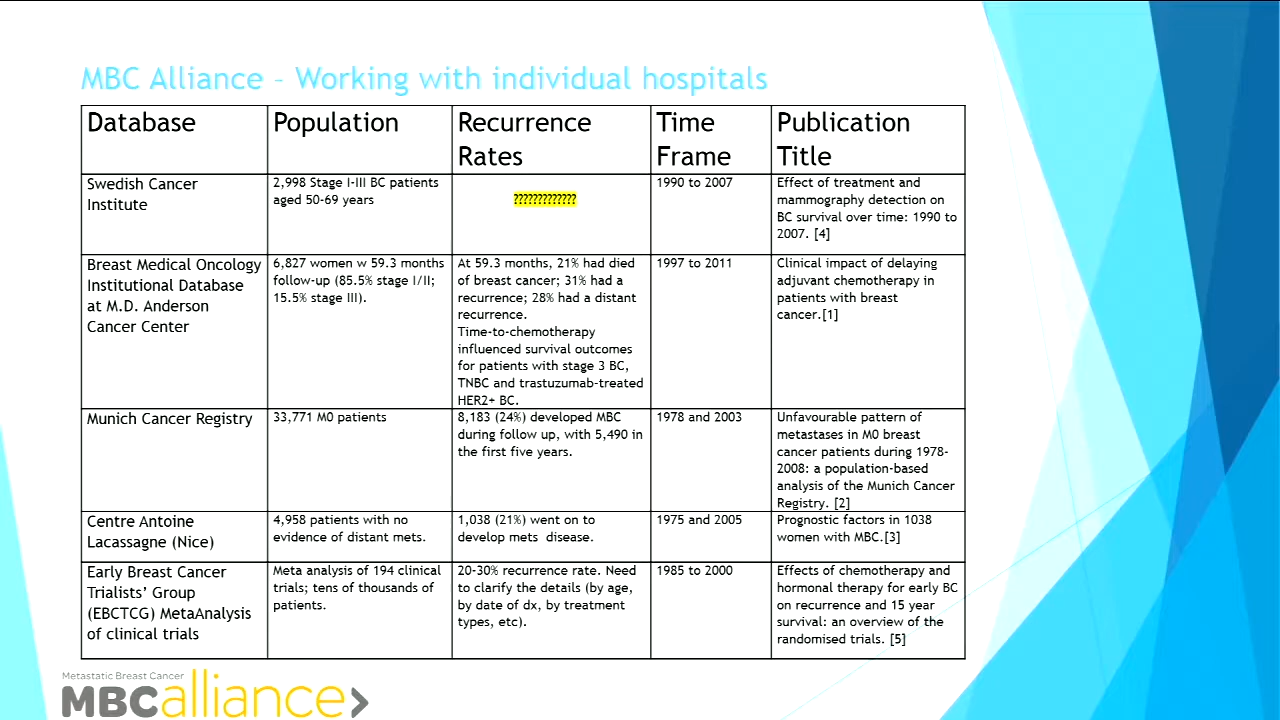 MBC Alliance – Working with individual hospitals
Database
Population
Recurrence
Rates
Time
Frame
Publication
Title
Swedish Cancer
Institute
2,998 Stage I-III BC patients
aged 50-69 years
?????????????
1990 to 2007
Effect of treatment and
mammography detection on
BC survival over time: 1990 to
2007. [4]
Breast Medical Oncology
Institutional Database
at M.D. Anderson
Cancer Center
6,827 women w 59.3 months
follow-up (85.5% stage I/II;
15.5% stage III).
At 59.3 months, 21% had died
of breast cancer; 31% had a
recurrence; 28% had a distant
recurrence.
Time-to-chemotherapy
influenced survival outcomes
for patients with stage 3 BC,
TNBC and trastuzumab-treated
HER2+ BC.
1997 to 2011
Clinical impact of delaying
adjuvant chemotherapy in
patients with breast
cancer.[1]
Munich Cancer Registry
33,771 M0 patients
8,183 (24%) developed MBC
during follow up, with 5,490 in
the first five years.
1978 and 2003
Unfavourable pattern of
metastases in M0 breast
cancer patients during 1978-
2008: a population-based
analysis of the Munich Cancer
Registry. [2]
Centre Antoine
Lacassagne (Nice)
4,958 patients with no
evidence of distant mets.
1,038 (21%) went on to
develop mets disease.
1975 and 2005
Prognostic factors in 1038
women with MBC.[3]
Early Breast Cancer
Trialists' Group
(EBCTCG) MetaAnalysis
of clinical trials
Meta analysis of 194 clinical
trials; tens of thousands of
patients.
20-30% recurrence rate. Need
to clarify the details (by age,
by date of dx, by treatment
types, etc).
1985 to 2000
Effects of chemotherapy and
hormonal therapy for early BC
on recurrence and 15 year
survival: an overview of the
randomised trials. [5]
Metastatic Breast Cancer
MBCalliance